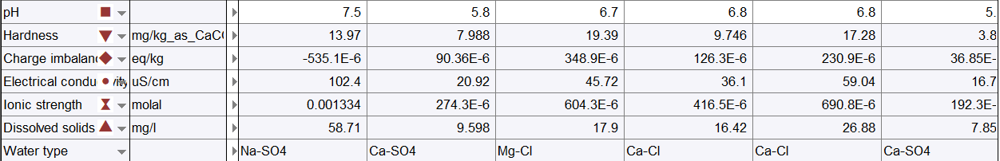 pH 7.5 5.8 6.7 6.8 6.8 5.
Hardness mg/kg_as_CaC 13.97 7.988 19.39 9.746 17.28 3.8
Charge imbalan eq/kg -535.1E-6 90.36E-6 348.9E-6 126.3E-6 230.9E-6 36.85E-
Electrical condu ity uS/cm 102.4 20.92 45.72 36.1 59.04 16.7
Ionic strength molal 0.001334 274.3E-6 604.3E-6 416.5E-6 690.8E-6 192.3E-
Dissolved solids mg/l 58.71 9.598 17.9 16.42 26.88 7.85
Water type Na-SO4 Ca-SO4 Mg-Cl Ca-Cl Ca-Cl Ca-SO4